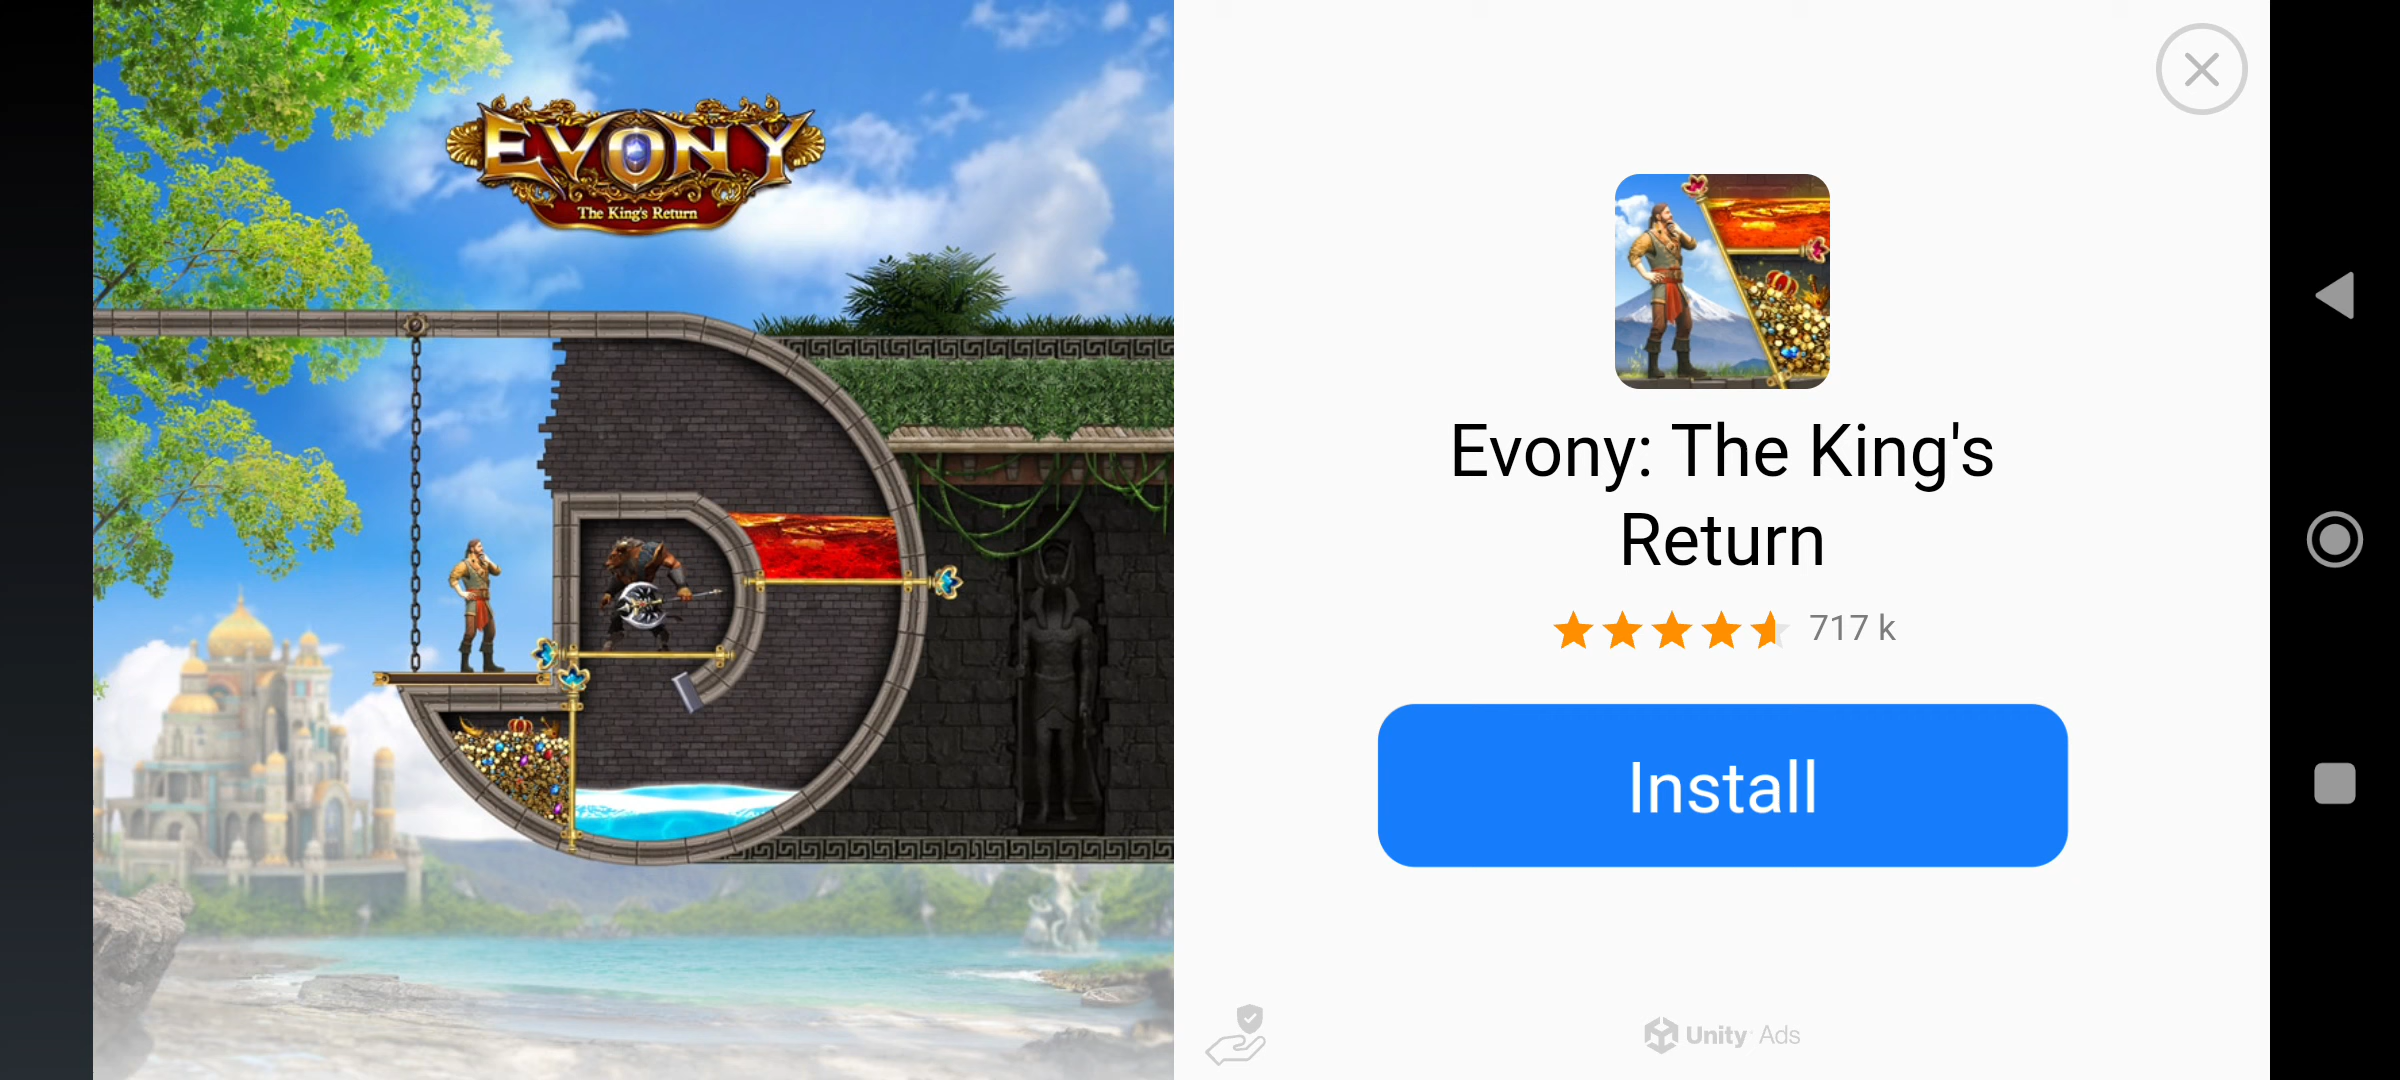 EVONY
The King's Return
Evony: The King's
Return
717 k
Install
Unity Ads